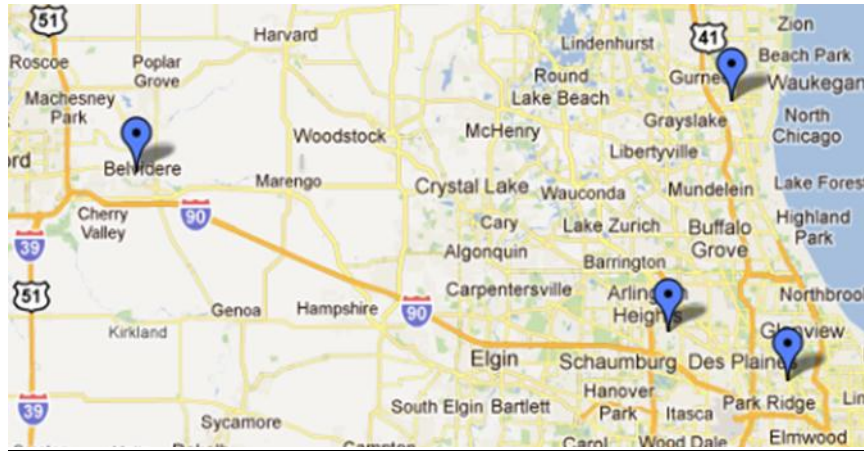 51
Harvard
41
Zion
Roscoe
Poplar
Grove
Lindenhurst
Beach Park
Round
Lake Beach
Gurnee
Waukegan
Machesney
Park
Woodstock
McHenry
Grayslake
North
Chicago
ord
Belvidere
Libertyville
Marengo
Crystal Lake
Wauconda
Mundelein
Lake Forest
Cherry
Valley
90
Cary
Lake Zurich
Buffalo
Grove
Highland
Park
39
Algonquin
Barrington
51
Genoa
Hampshire
90
Carpentersville
Arlington
Heights
Northbrook
Kirkland
Glenview
Elgin
Schaumburg
Des Plaines
39
Sycamore
South Elgin
Bartlett
Hanover
Park
Itasca
Park Ridge
Lin
Carol
Wood Dale
Elmwood